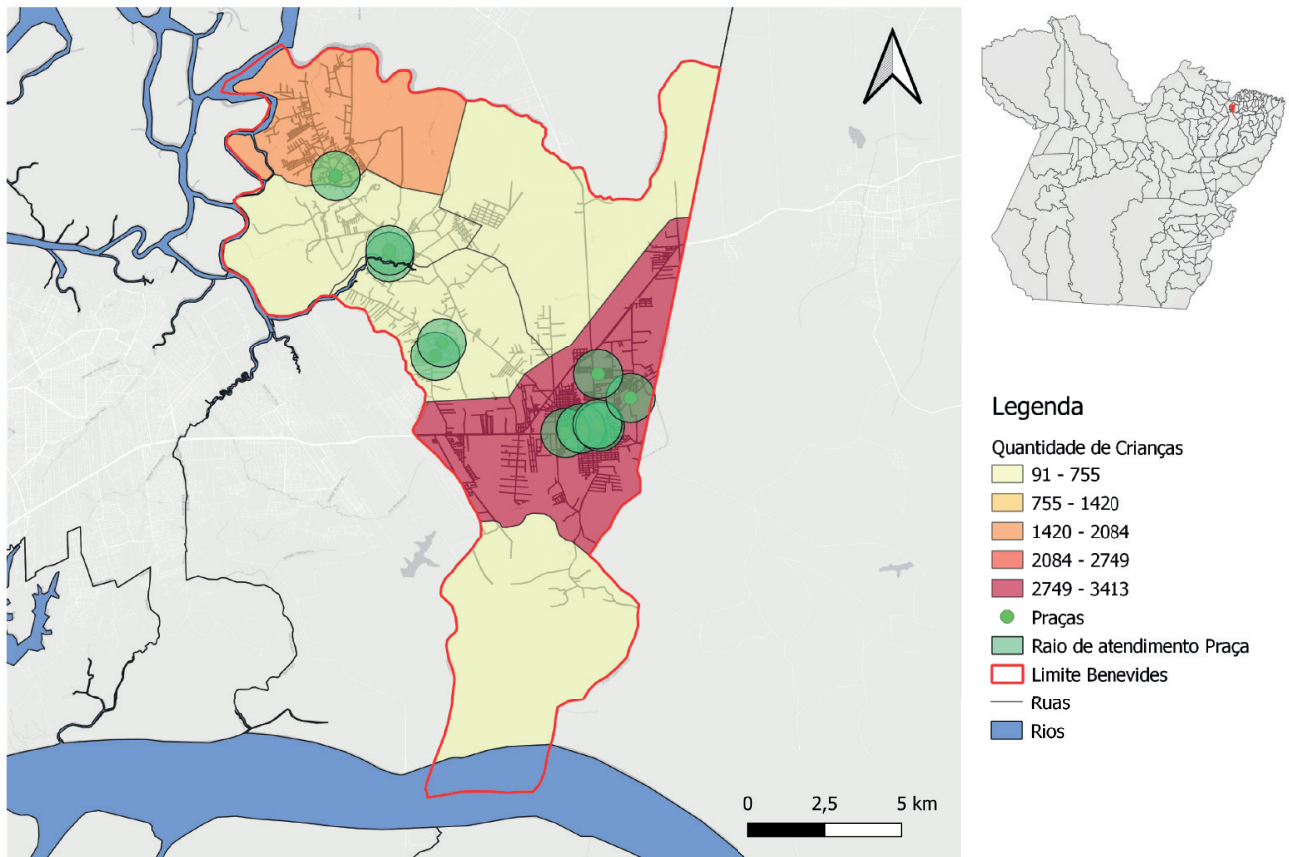 0 2,5 5 km
Legenda
Quantidade de Crianças
91 - 755
755 - 1420
1420 - 2084
2084 - 2749
2749 - 3413
Praças
Raio de atendimento Praça
Limite Benevides
Ruas
Rios